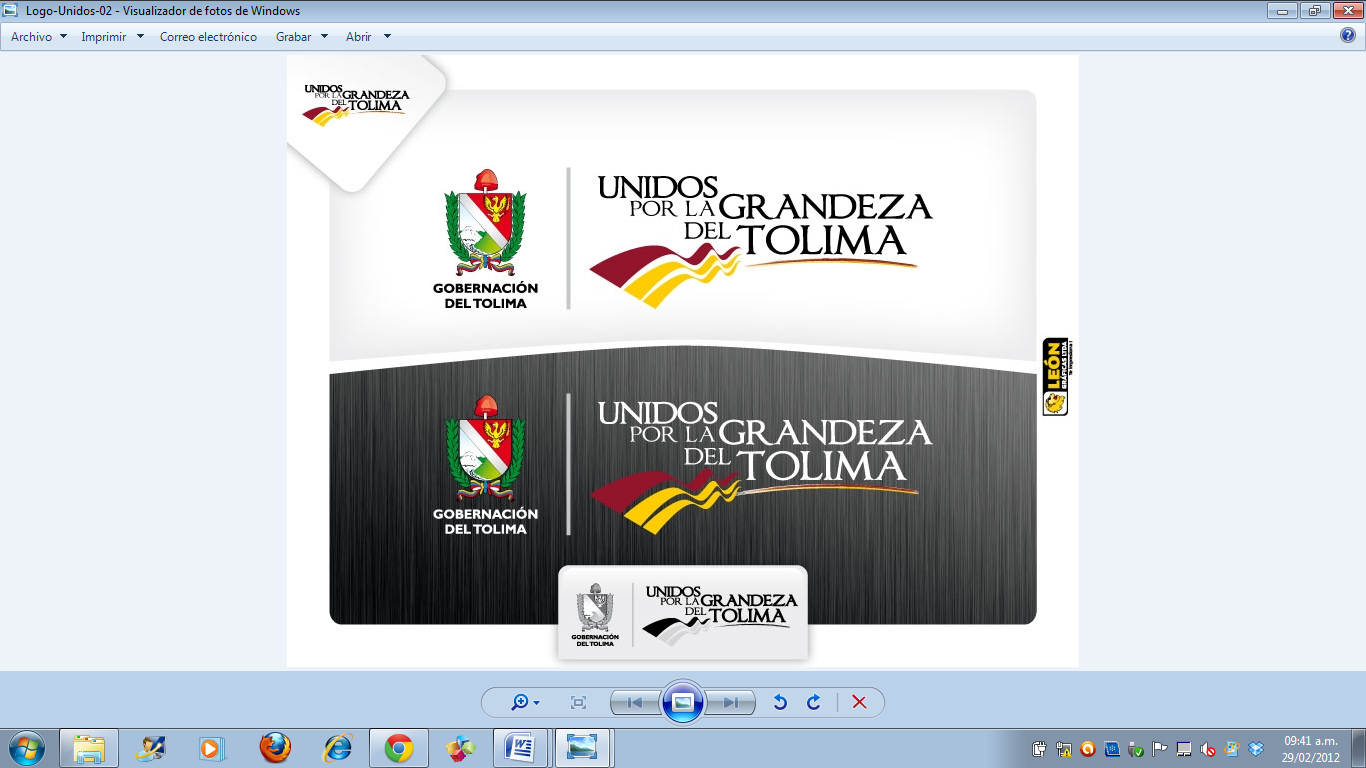 Logo-Unidos-02 - Visualizador de fotos de Windows
Archivo Imprimir Correo electrónico Grabar Abrir
UNIDOS
POR LA GRANDEZA
DEL TOLIMA
UNIDOS
POR LA GRANDEZA
DEL TOLIMA
GOBERNACIÓN
DEL TOLIMA
LEÓN
GRÁFICAS LTDA
UNIDOS
POR LA GRANDEZA
DEL TOLIMA
GOBERNACIÓN
DEL TOLIMA
UNIDOS
POR LA GRANDEZA
DEL TOLIMA
GOBERNACIÓN
DEL TOLIMA
09:41 a.m.
29/02/2012